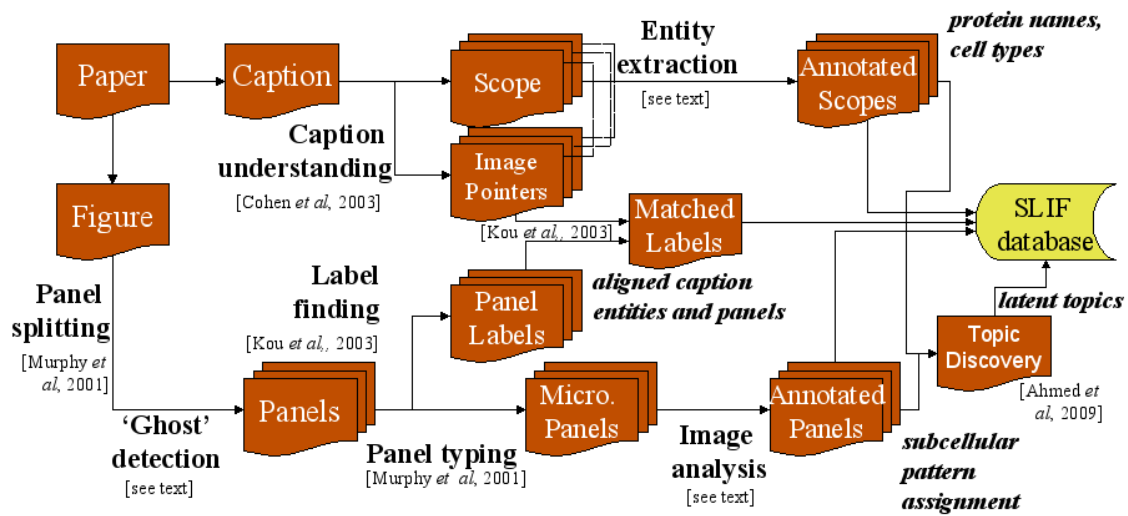 Paper
Caption
Scope
Entity
extraction
[see text]
Annotated
Scopes
protein names,
cell types
Caption
understanding
[Cohen et al, 2003]
Image
Pointers
Figure
[Kou et al,, 2003]
Matched
Labels
SLIF
database
Panel
splitting
[Murphy et
al, 2001]
Label
finding
[Kou et al,, 2003]
Panel
Labels
aligned caption
entities and panels
latent topics
Topic
Discovery
[Ahmed et
al, 2009]
Panels
Micro.
Panels
Annotated
Panels
'Ghost'
detection
[see text]
Panel typing
[Murphy et al, 2001]
Image
analysis
[see text]
subcellular
pattern
assignment